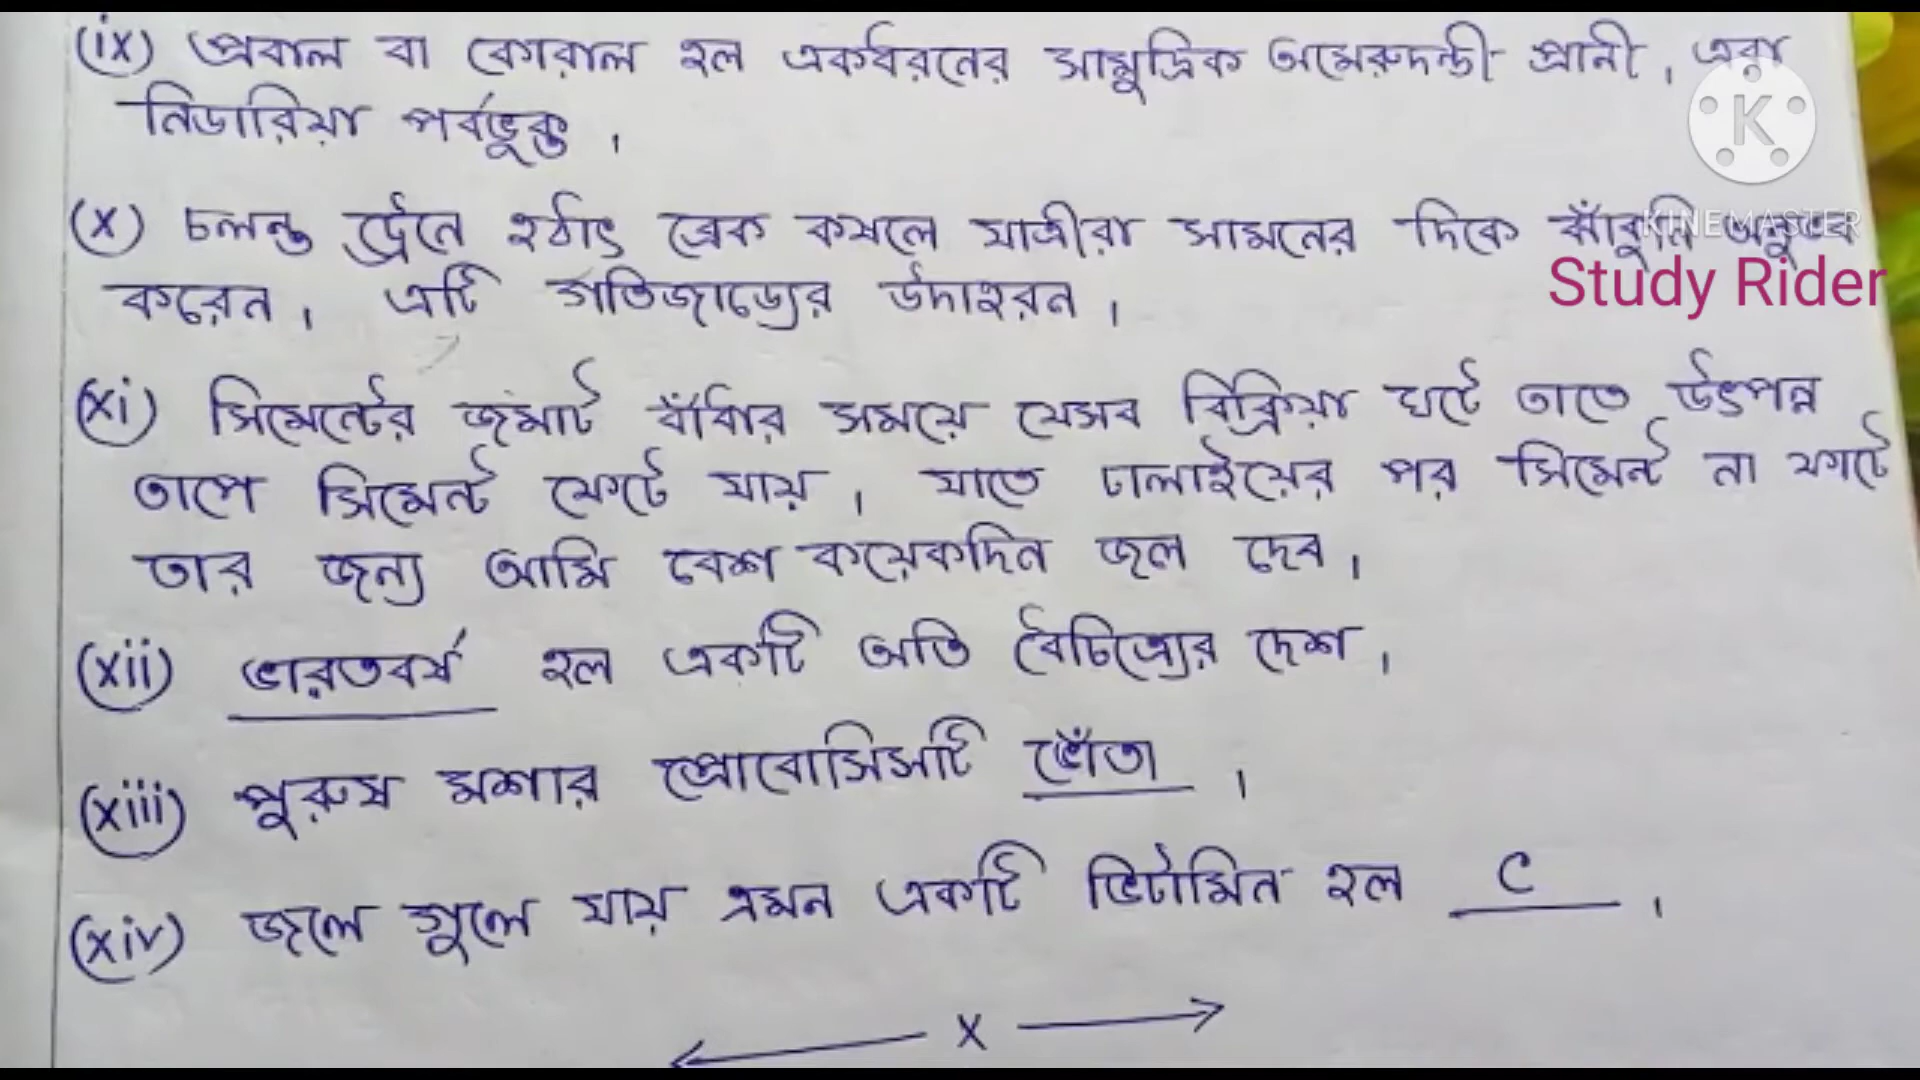 (ix) প্রবাল বা কোরাল হল একধরনের সামুদ্রিক অমেরুদন্ডী প্রানী, এরা
নিডারিয়া পর্বভুক্ত।
K
(x) চলন্ত ট্রেনে হঠাৎ ব্রেক কষলে যাত্রীরা সামনের দিকে ঝাঁকুনি অনুভব
KINEMASTER
Study Rider
করেন। এটি গতিজাড্যের উদাহরন।
(xi) সিমেন্টের জমাট বাঁধার সময়ে যেসব বিক্রিয়া ঘটে তাতে উৎপন্ন
তাপে সিমেন্ট ফেটে যায়। যাতে ঢালাইয়ের পর সিমেন্ট না ফাটে
তার জন্য আমি বেশ কয়েকদিন জল দেব।
(xii) ভারতবর্ষ হল একটি অতি বৈচিত্র্যের দেশ।
(xiii) পুরুষ মশার প্রোবোসিসটি ভোঁতা।
(xiv) জলে গুলে যায় এমন একটি ভিটামিন হল C।
X